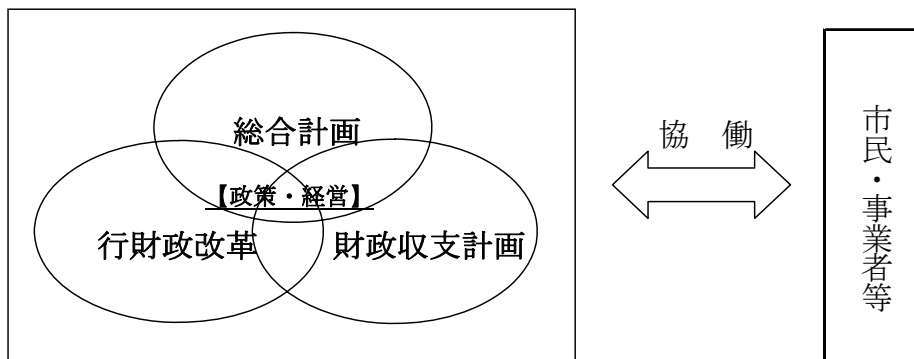 総合計画
【政策・経営】
行財政改革
財政収支計画
協　働
市民・事業者等